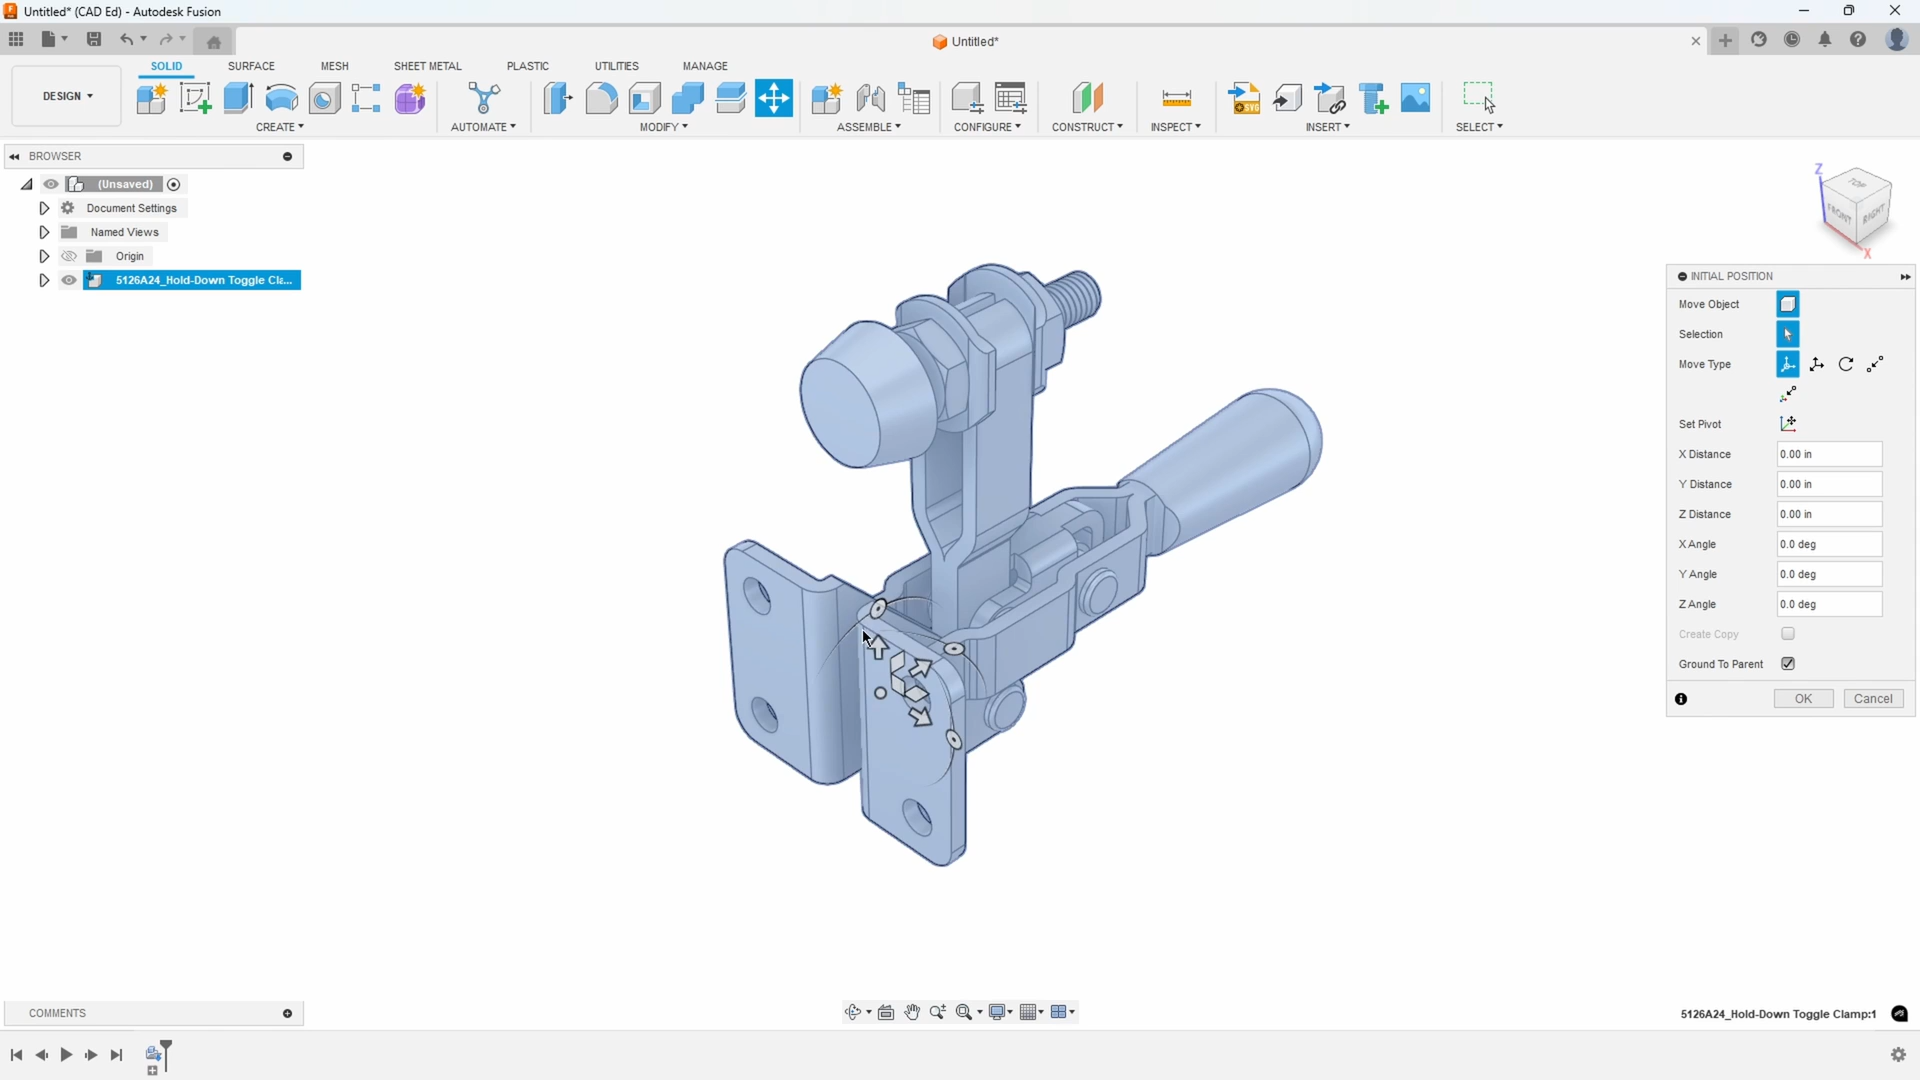 Untitled* (CAD Ed) - Autodesk Fusion
Untitled*
DESIGN
SOLID
SURFACE
MESH
SHEET METAL
PLASTIC
UTILITIES
MANAGE
CREATE
AUTOMATE
MODIFY
ASSEMBLE
CONFIGURE
CONSTRUCT
INSPECT
INSERT
SELECT
BROWSER
(Unsaved)
Document Settings
Named Views
Origin
5126A24_Hold-Down Toggle Cla...
Z
TOP
FRONT
RIGHT
X
INITIAL POSITION
Move Object
Selection
Move Type
Set Pivot
X Distance 0.00 in
Y Distance 0.00 in
Z Distance 0.00 in
X Angle 0.0 deg
Y Angle 0.0 deg
Z Angle 0.0 deg
Create Copy
Ground To Parent
OK
Cancel
COMMENTS
5126A24_Hold-Down Toggle Clamp:1